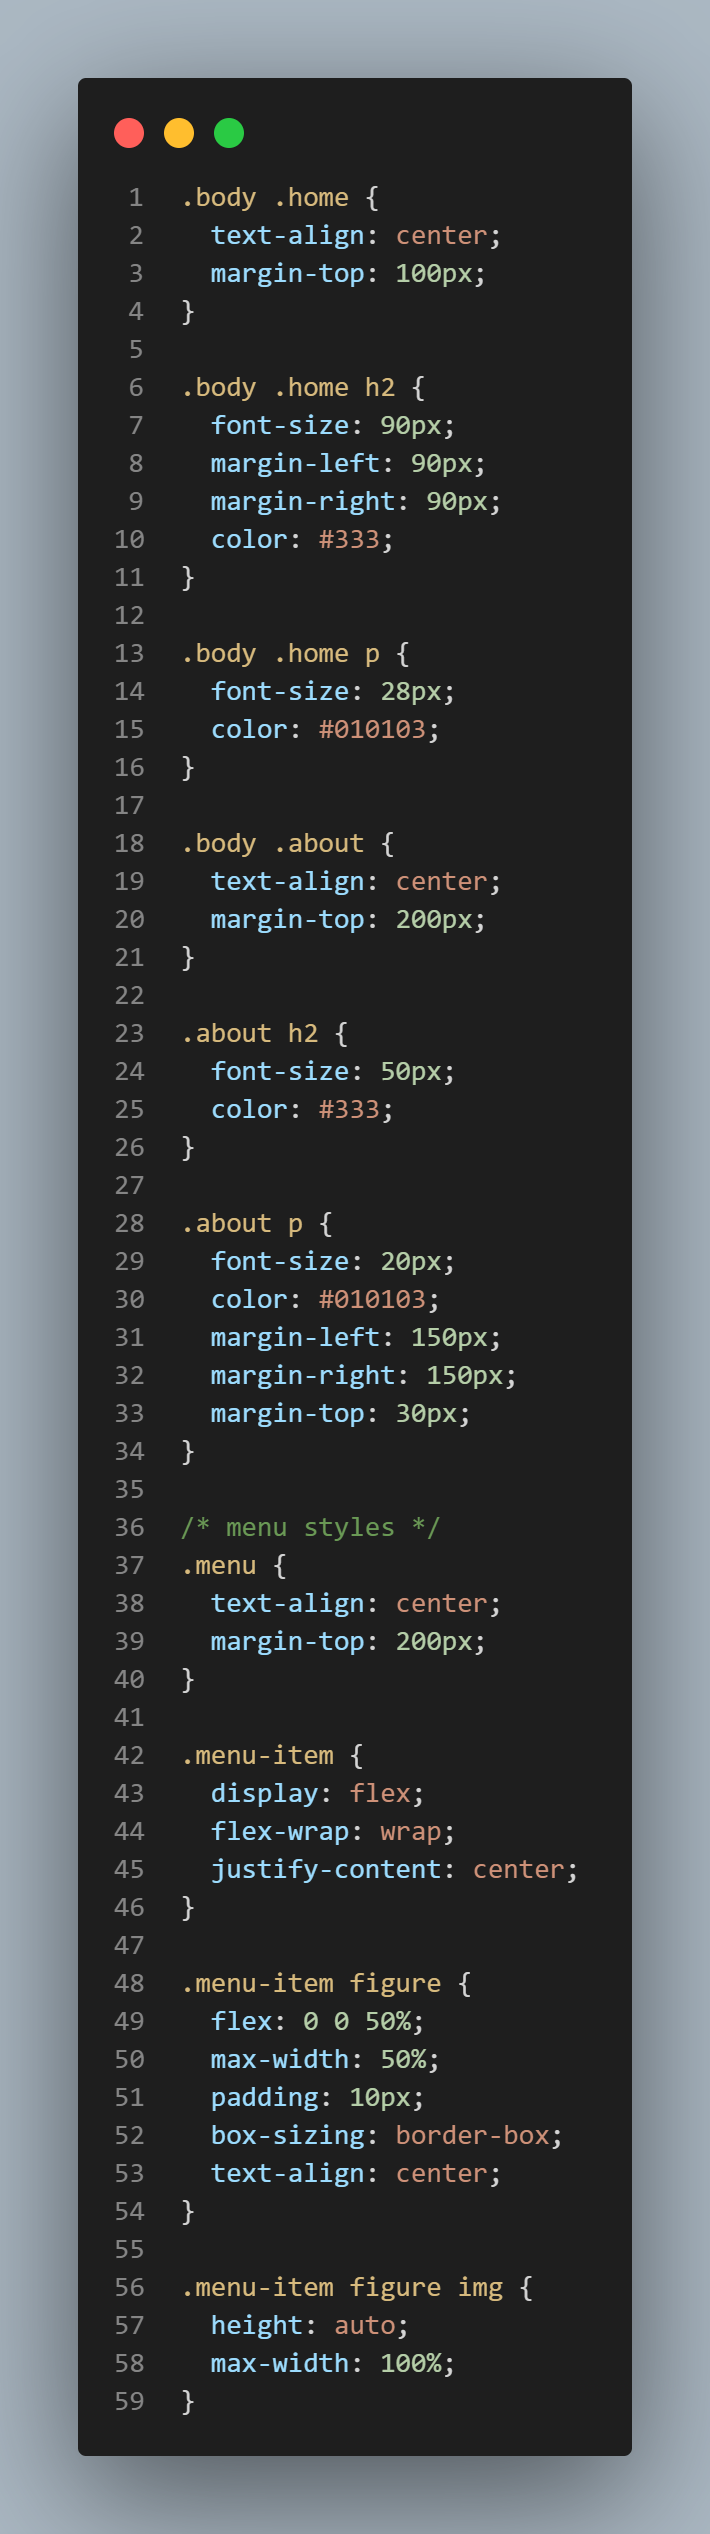 1 .body .home {
2   text-align: center;
3   margin-top: 100px;
4 }
5
6 .body .home h2 {
7   font-size: 90px;
8   margin-left: 90px;
9   margin-right: 90px;
10   color: #333;
11 }
12
13 .body .home p {
14   font-size: 28px;
15   color: #010103;
16 }
17
18 .body .about {
19   text-align: center;
20   margin-top: 200px;
21 }
22
23 .about h2 {
24   font-size: 50px;
25   color: #333;
26 }
27
28 .about p {
29   font-size: 20px;
30   color: #010103;
31   margin-left: 150px;
32   margin-right: 150px;
33   margin-top: 30px;
34 }
35
36 /* menu styles */
37 .menu {
38   text-align: center;
39   margin-top: 200px;
40 }
41
42 .menu-item {
43   display: flex;
44   flex-wrap: wrap;
45   justify-content: center;
46 }
47
48 .menu-item figure {
49   flex: 0 0 50%;
50   max-width: 50%;
51   padding: 10px;
52   box-sizing: border-box;
53   text-align: center;
54 }
55
56 .menu-item figure img {
57   height: auto;
58   max-width: 100%;
59 }